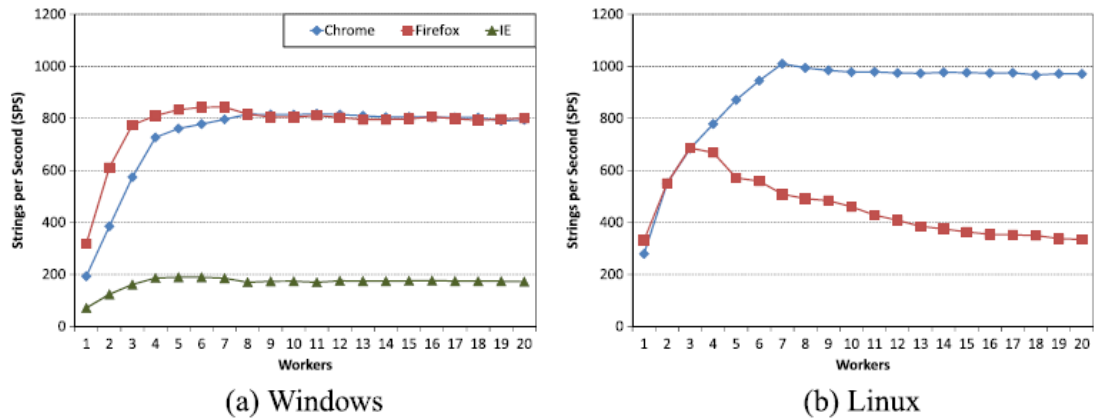 1200
1000
800
600
400
200
0
Strings per Second (SPS)
Chrome Firefox IE
1 2 3 4 5 6 7 8 9 10 11 12 13 14 15 16 17 18 19 20
Workers
(a) Windows
1200
1000
800
600
400
200
0
Strings per Second (SPS)
1 2 3 4 5 6 7 8 9 10 11 12 13 14 15 16 17 18 19 20
Workers
(b) Linux